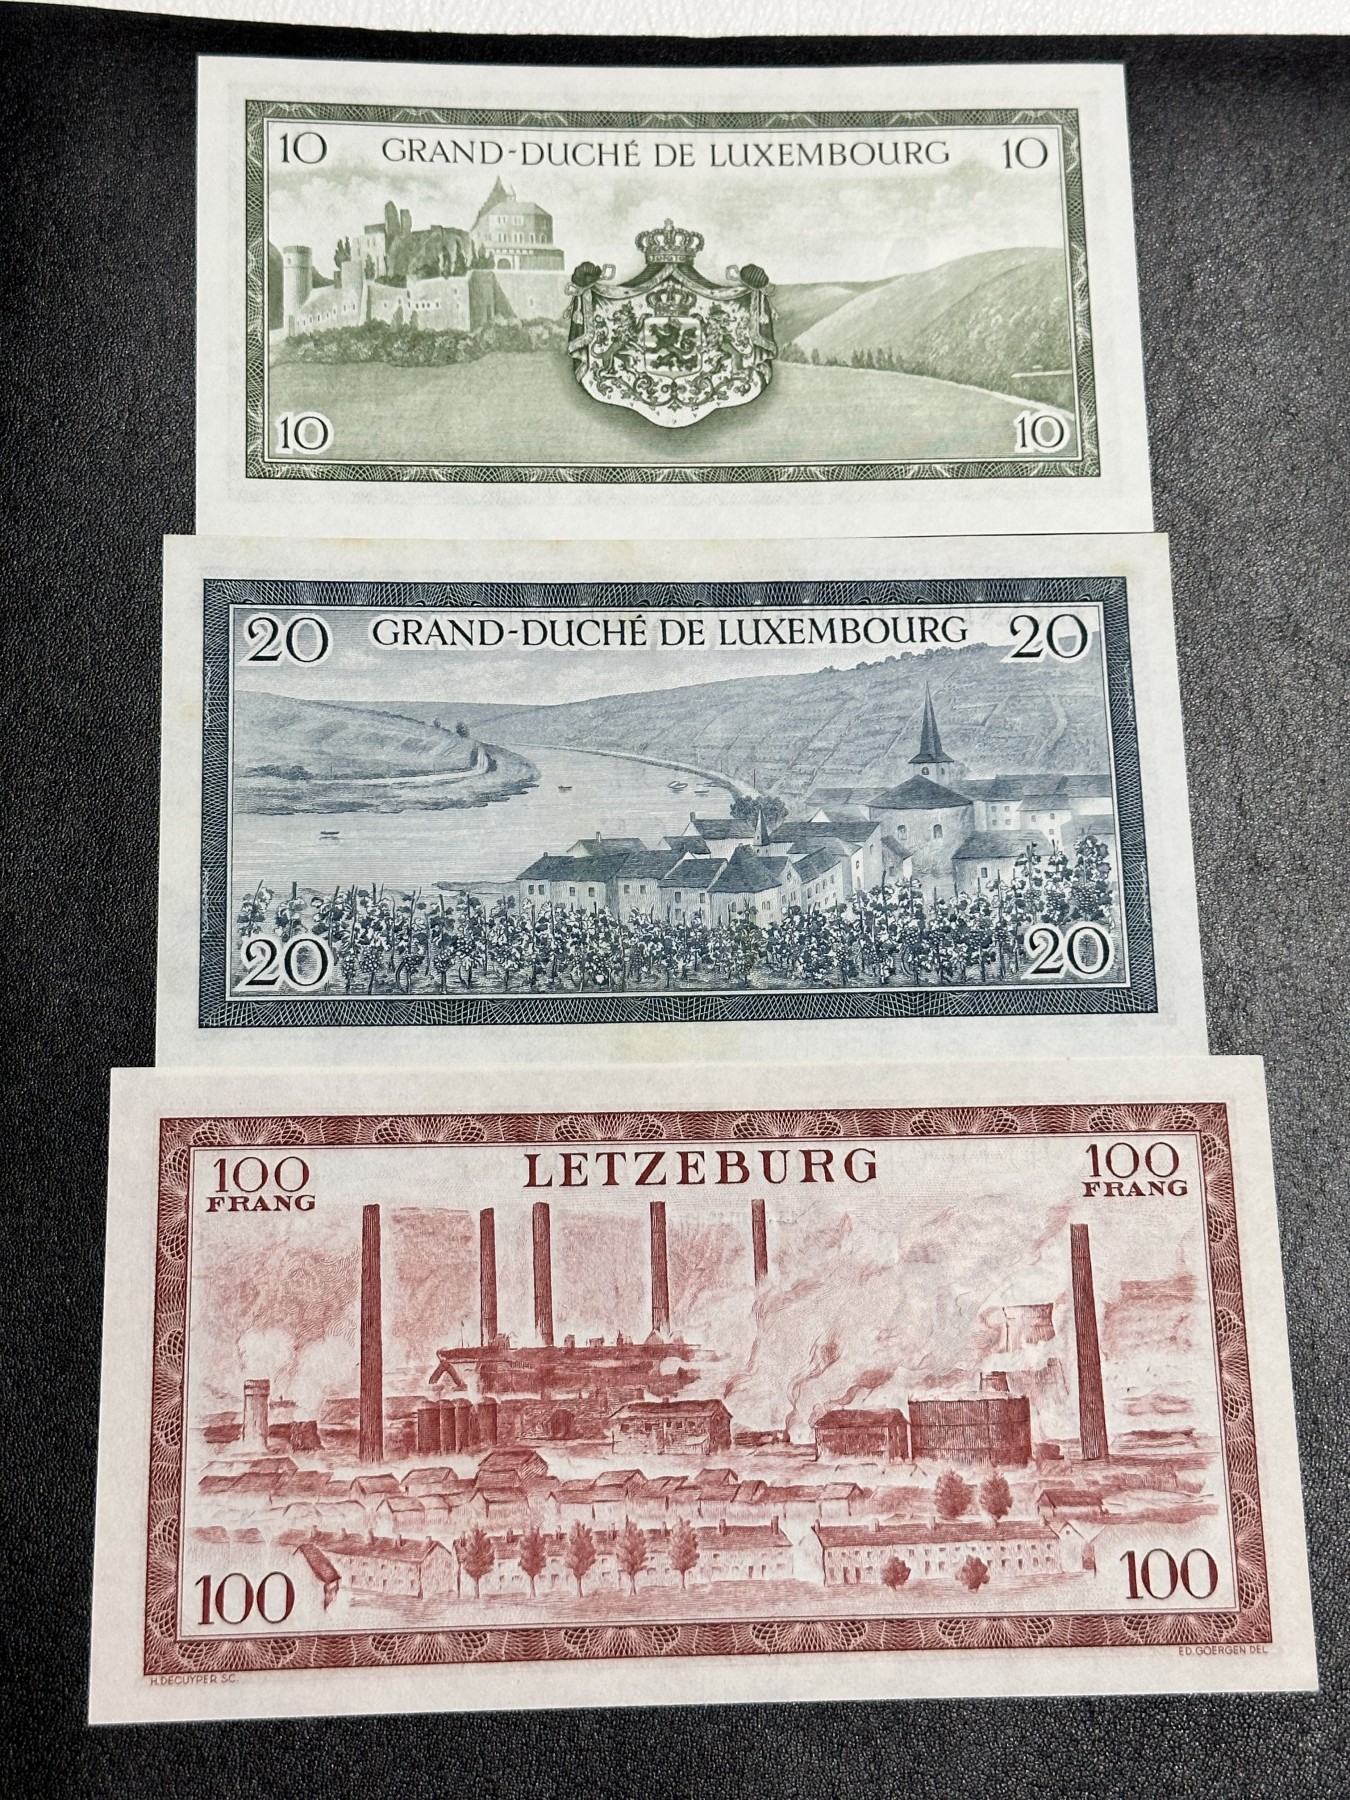 10 GRAND-DUCHÉ DE LUXEMBOURG 10
10 10
20 GRAND-DUCHÉ DE LUXEMBOURG 20
20 20
100 LETZEBURG 100
FRANG FRANG
100 100
H.DECUYPER SC. ED.GOERGEN DEL